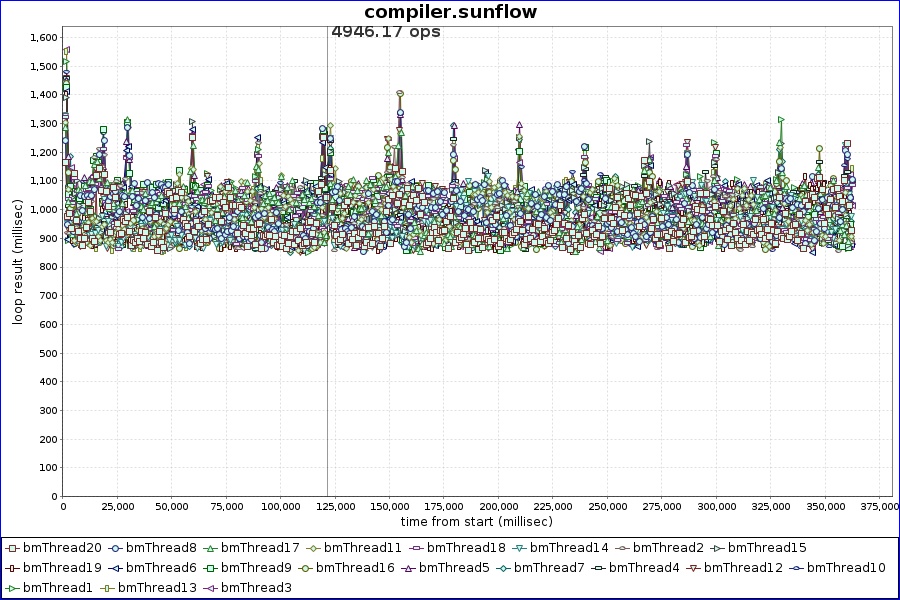 compiler.sunflow
4946.17 ops
1,600
1,500
1,400
1,300
1,200
1,100
1,000
900
800
700
600
500
400
300
200
100
0
loop result (millisec)
0 25,000 50,000 75,000 100,000 125,000 150,000 175,000 200,000 225,000 250,000 275,000 300,000 325,000 350,000 375,000
time from start (millisec)
bmThread20 bmThread8 bmThread17 bmThread11 bmThread18 bmThread14 bmThread2 bmThread15
bmThread19 bmThread6 bmThread9 bmThread16 bmThread5 bmThread7 bmThread4 bmThread12 bmThread10
bmThread1 bmThread13 bmThread3